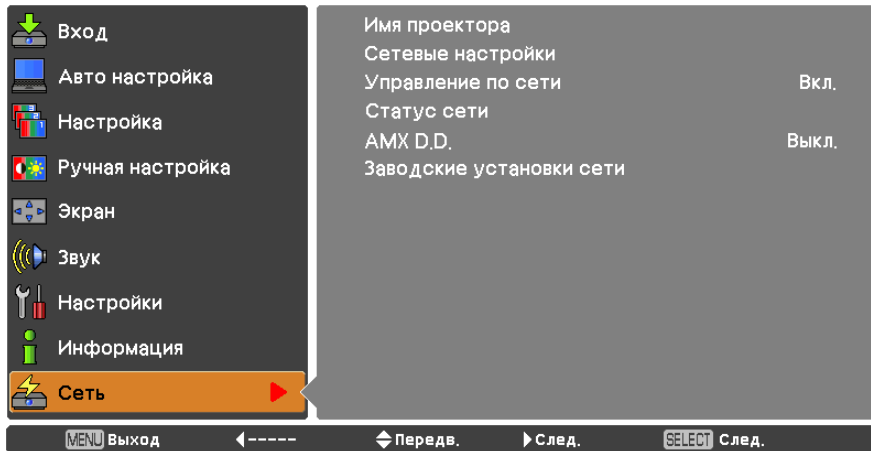 Вход
Авто настройка
Настройка
Ручная настройка
Экран
Звук
Настройки
Информация
Сеть
Имя проектора
Сетевые настройки
Управление по сети Вкл.
Статус сети
AMX D.D. Выкл.
Заводские установки сети
MENU Выход ----- Передв. След. SELECT След.